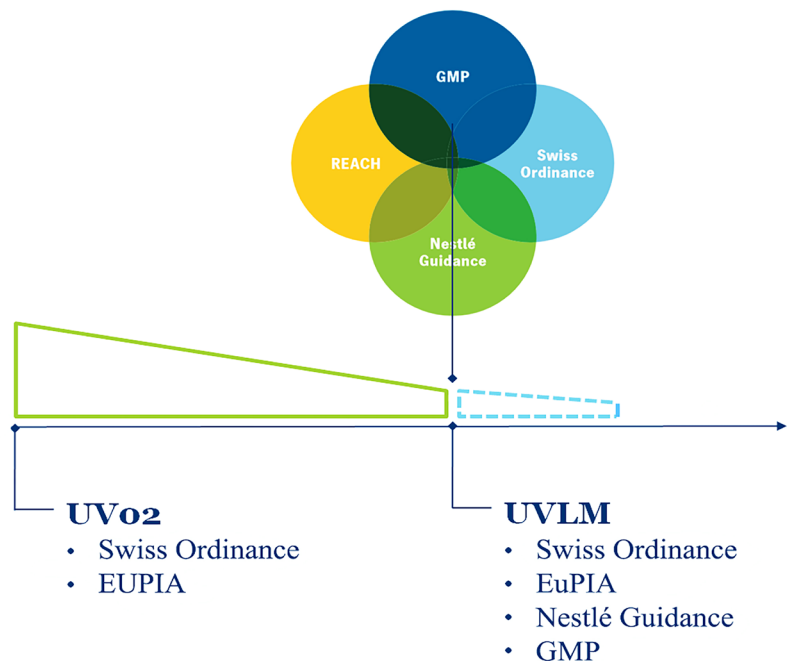 GMP
REACH
Swiss
Ordinance
Nestlé
Guidance
UV02
• Swiss Ordinance
• EUPIA
UVLM
• Swiss Ordinance
• EuPIA
• Nestlé Guidance
• GMP